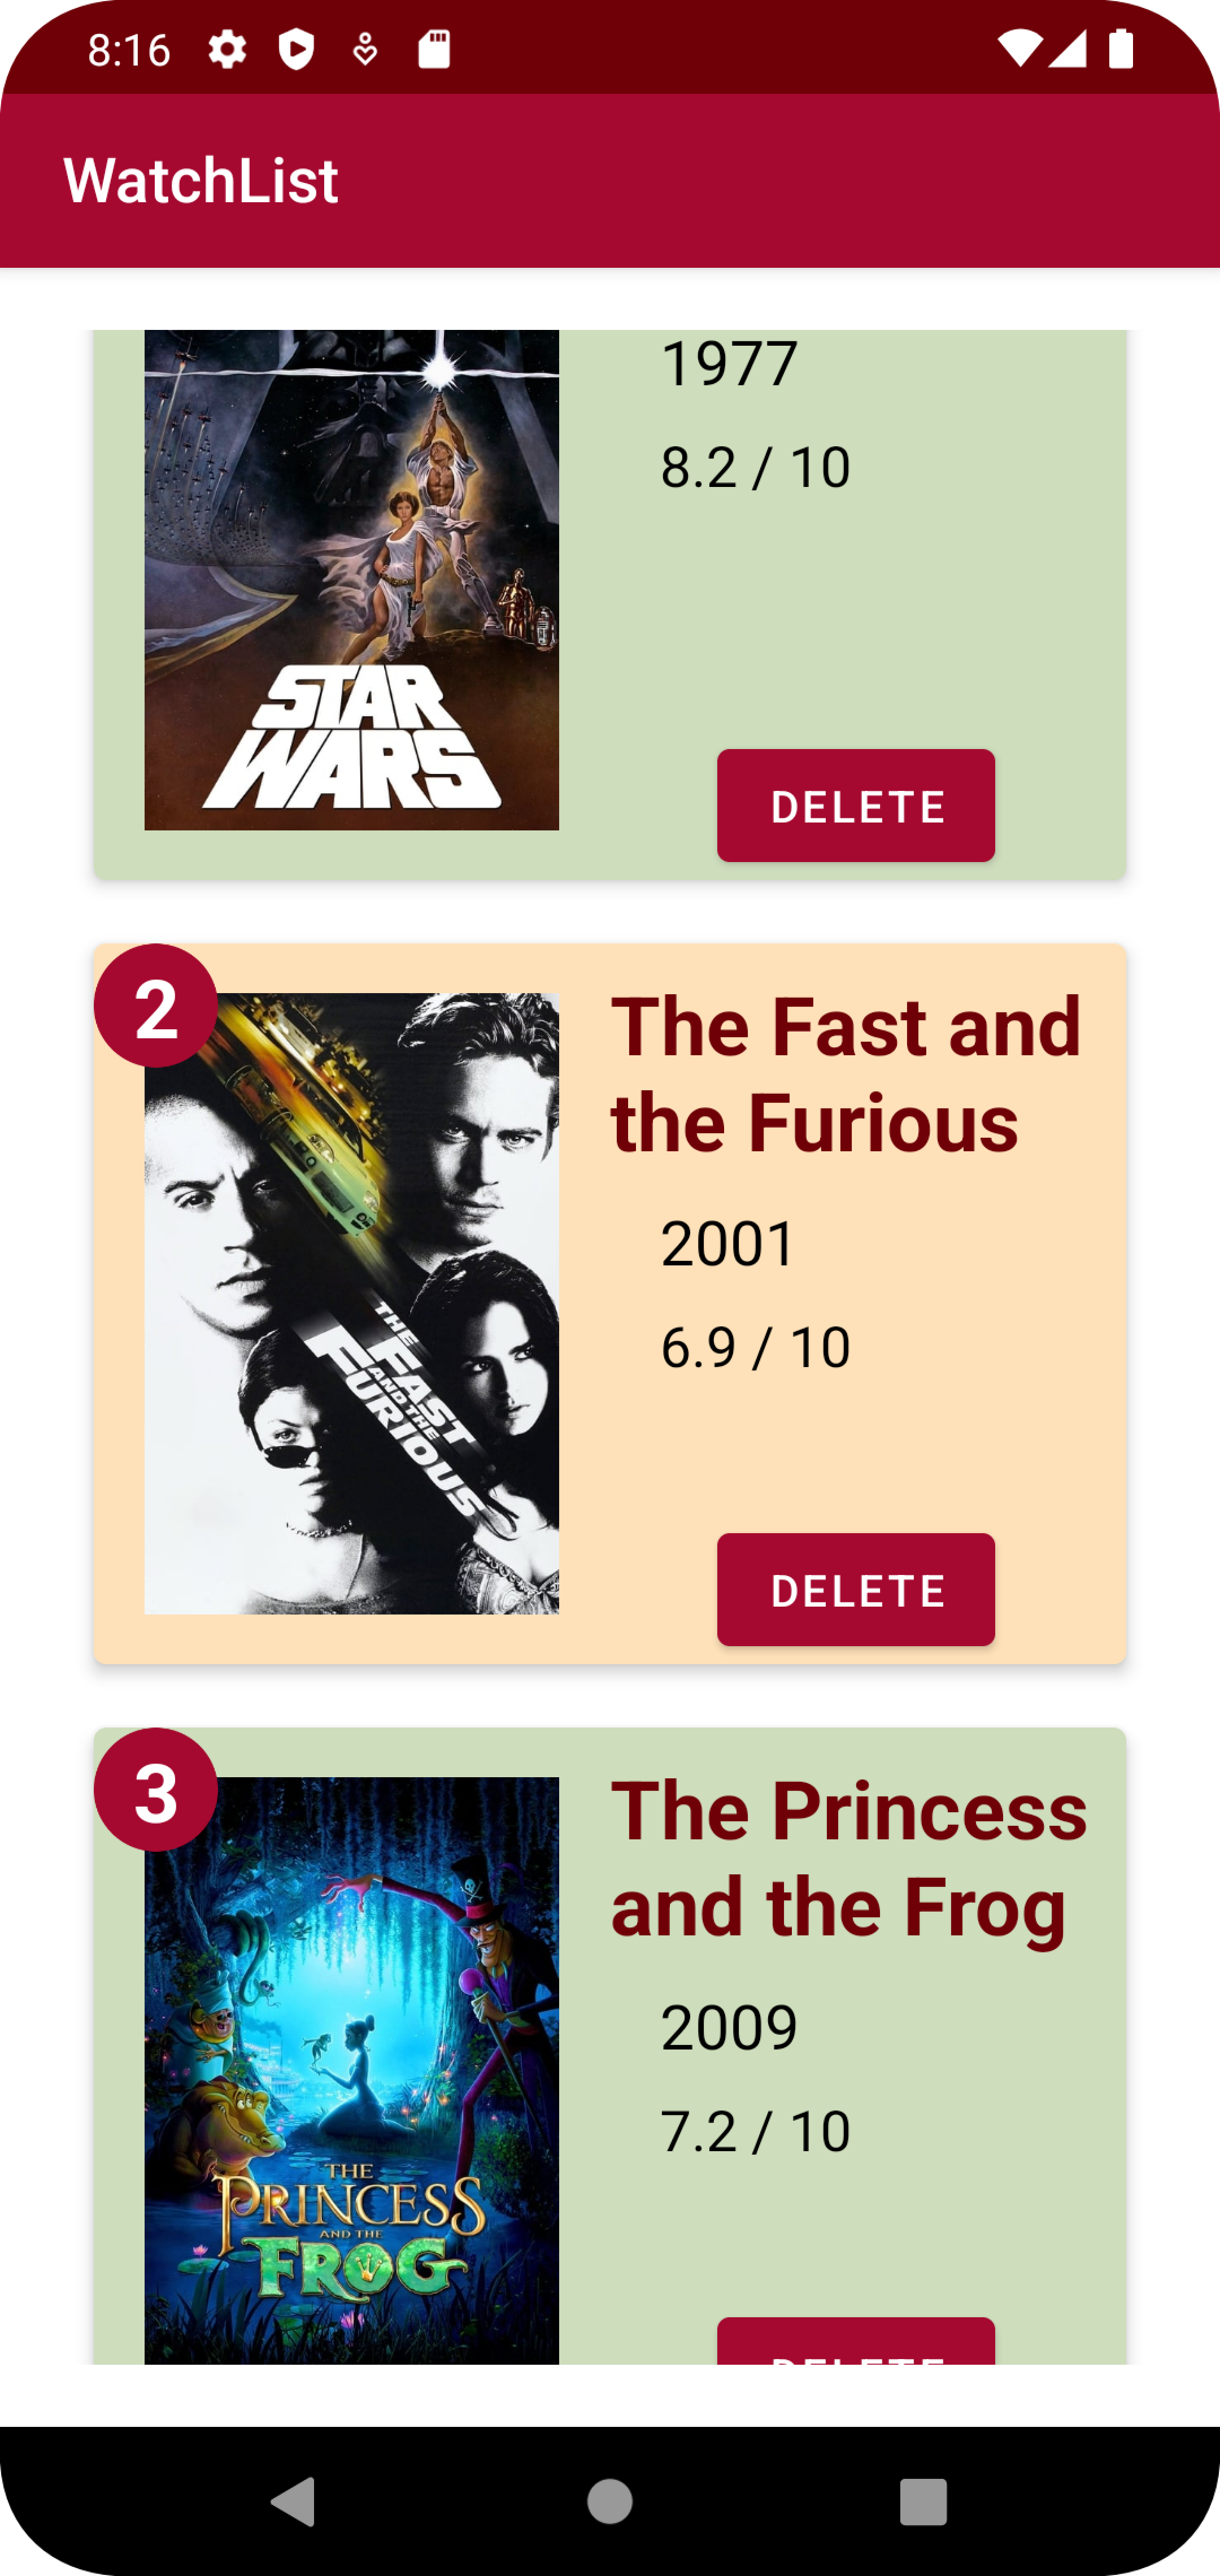 8:16
WatchList
1977
8.2 / 10
STAR
WARS
DELETE
2
The Fast and
the Furious
2001
6.9 / 10
THE
FAST
AND THE
FURIOUS
DELETE
3
The Princess
and the Frog
2009
7.2 / 10
THE
PRINCESS
AND THE
FROG
DELETE